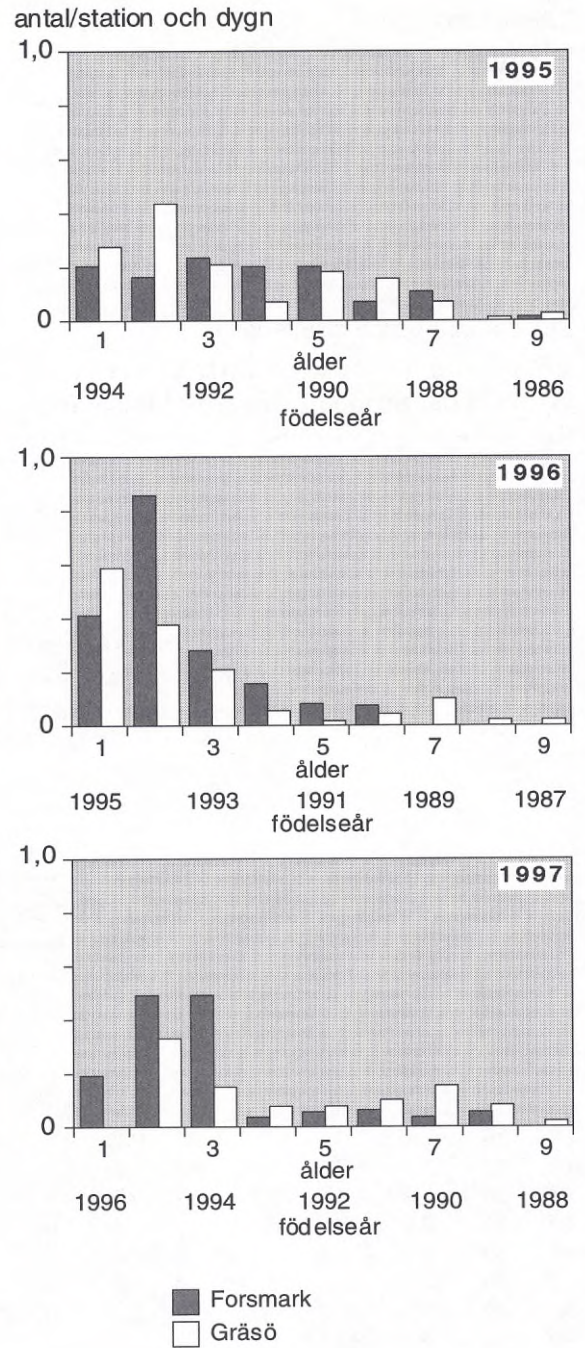 antal/station och dygn
1,0
1995
0
1 3 5 7 9
ålder
1994 1992 1990 1988 1986
födelseår
1,0
1996
0
1 3 5 7 9
ålder
1995 1993 1991 1989 1987
födelseår
1,0
1997
0
1 3 5 7 9
ålder
1996 1994 1992 1990 1988
födelseår
Forsmark
Gräsö